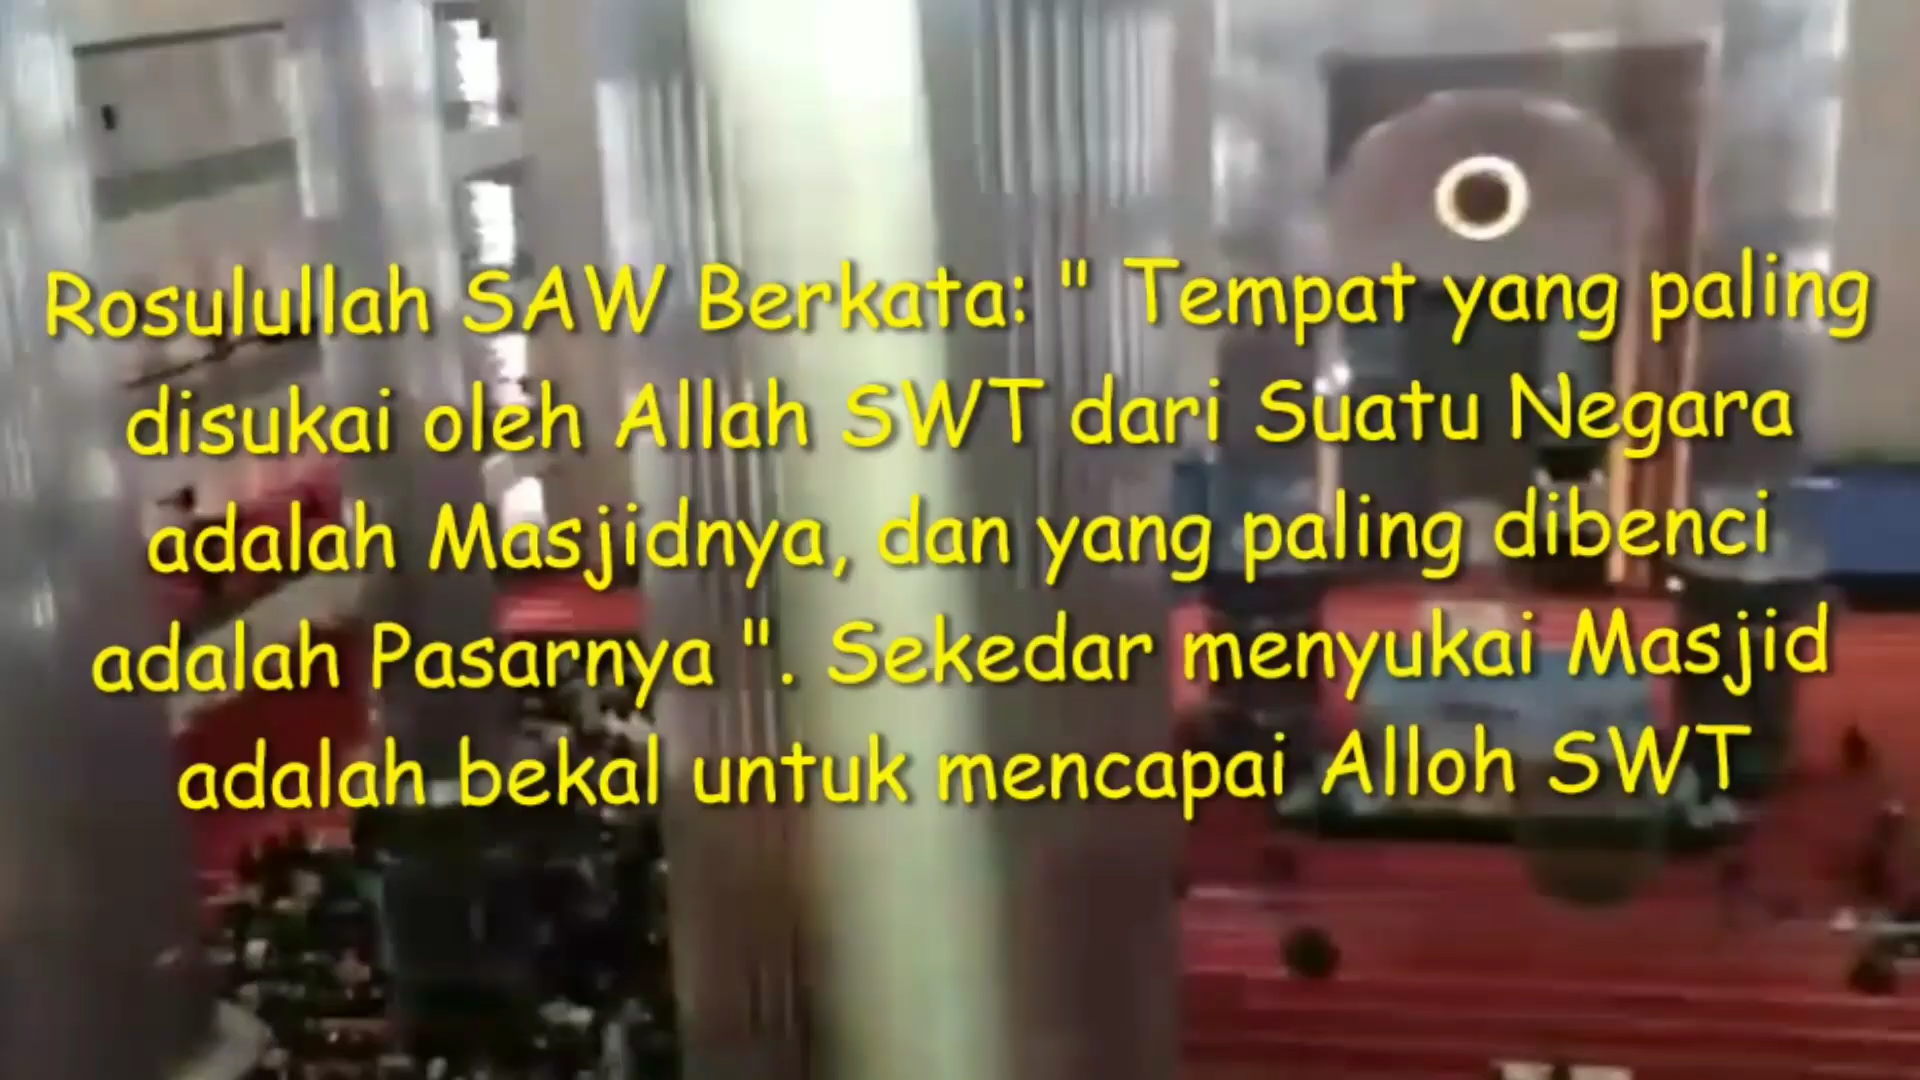 Rosulullah SAW Berkata: " Tempat yang paling
disukai oleh Allah SWT dari Suatu Negara
adalah Masjidnya, dan yang paling dibenci
adalah Pasarnya ". Sekedar menyukai Masjid
adalah bekal untuk mencapai Alloh SWT